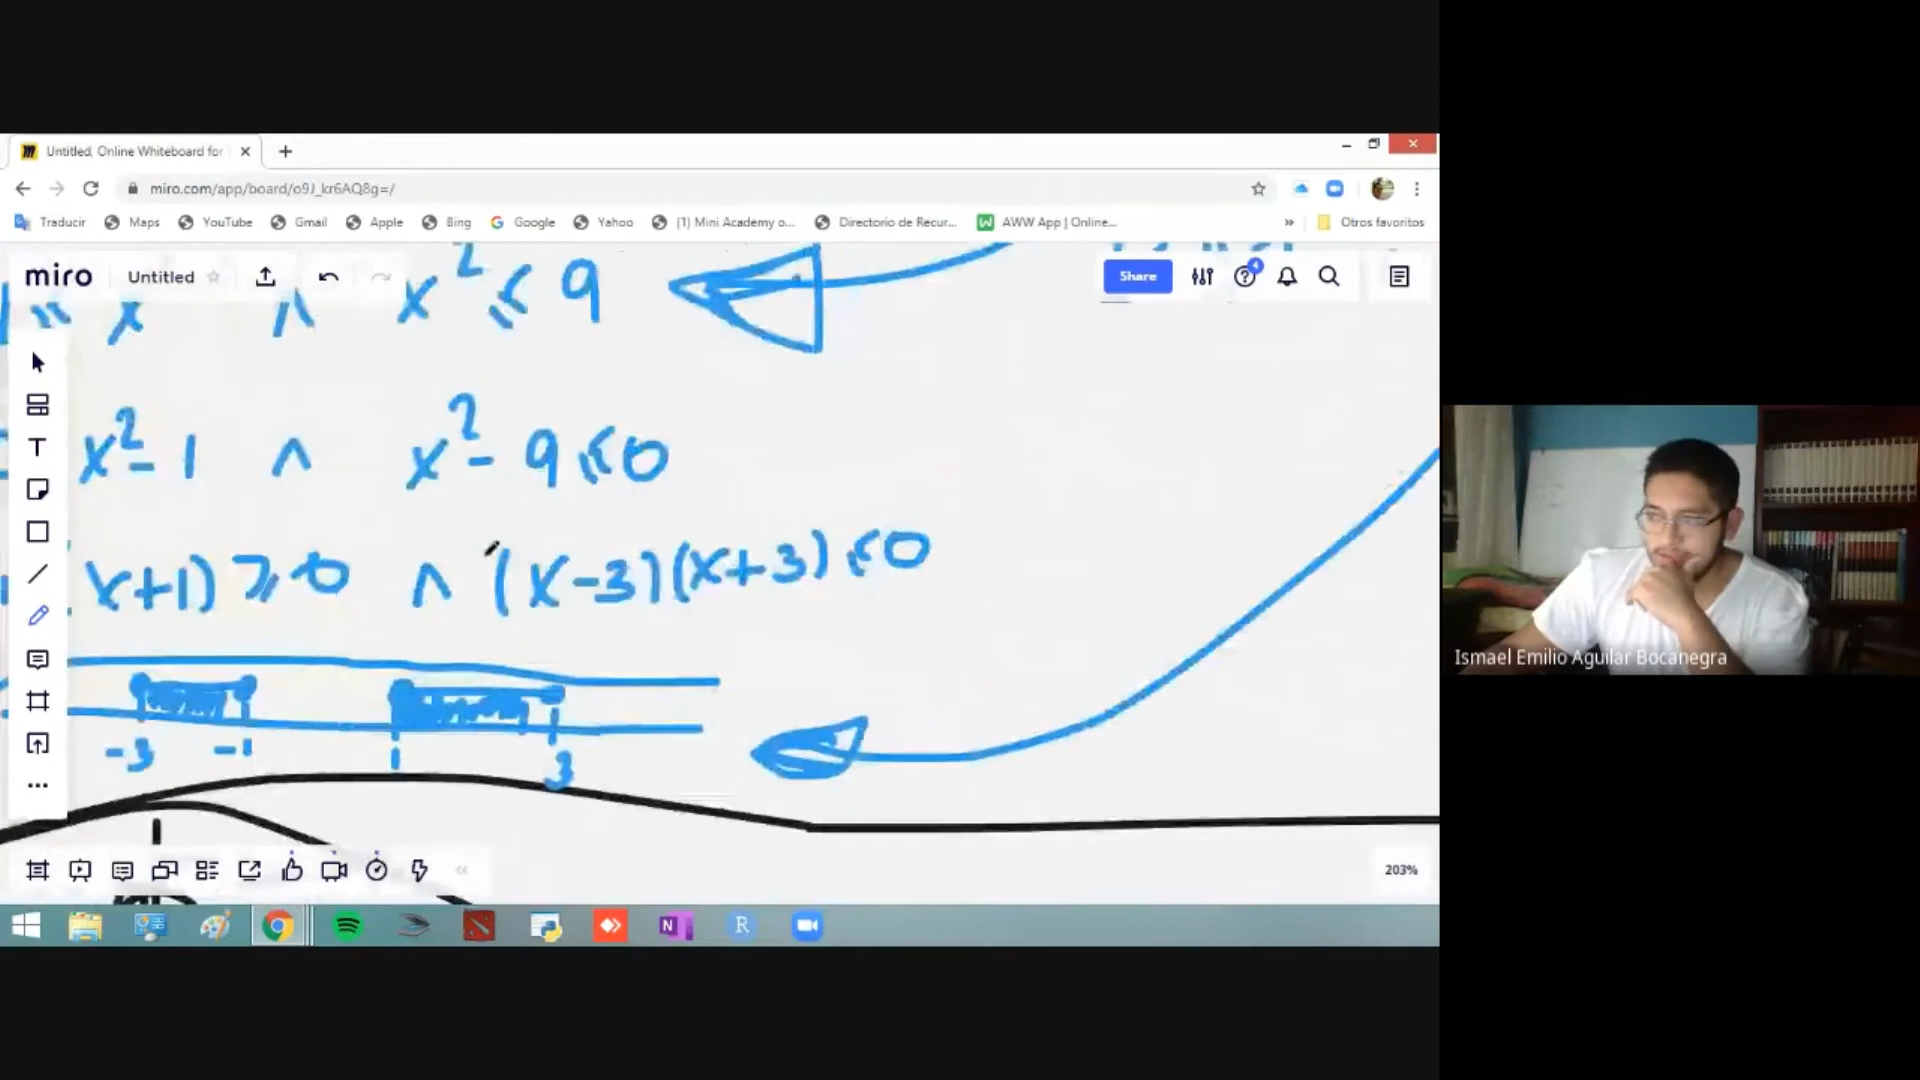 Untitled, Online Whiteboard for
miro.com/app/board/o9J_kr6AQ8g=/
Traducir Maps YouTube Gmail Apple Bing Google Yahoo (1) Mini Academy o... Directorio de Recur... AWW App | Online... » Otros favoritos
miro Untitled Share 4
x ∧ x² ≤ 9
x² - 1 ∧ x² - 9 ≤ 0
x+1) ≥ 0 ∧ (x-3)(x+3) ≤ 0
-3 -1 1 3
203%
Ismael Emilio Aguilar Bocanegra